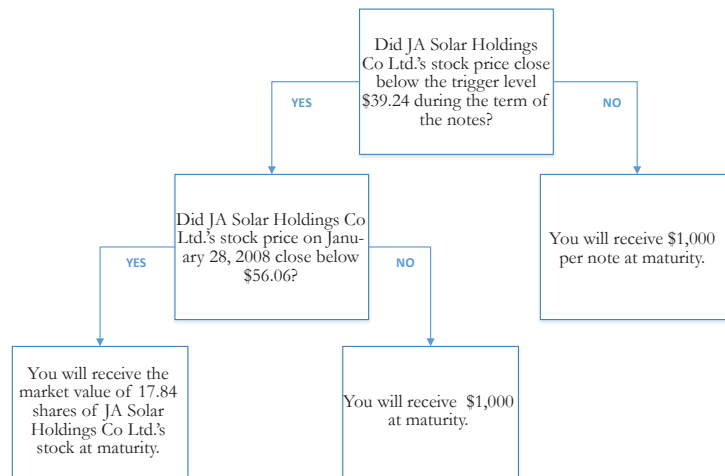 Did JA Solar Holdings
Co Ltd.'s stock price close
below the trigger level
$39.24 during the term of
the notes?
YES
NO
Did JA Solar Holdings Co
Ltd.'s stock price on Janu-
ary 28, 2008 close below
$56.06?
You will receive $1,000
per note at maturity.
YES
NO
You will receive the
market value of 17.84
shares of JA Solar
Holdings Co Ltd.'s
stock at maturity.
You will receive $1,000
at maturity.